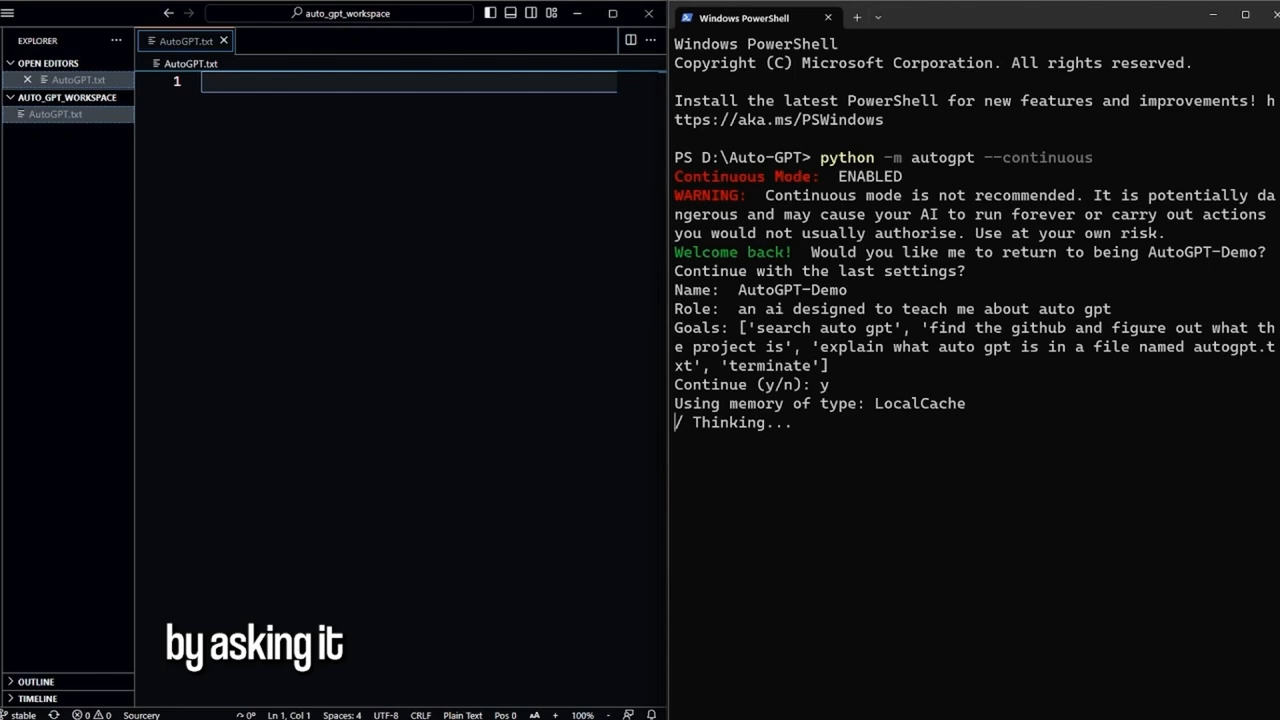 auto_gpt_workspace
EXPLORER
AutoGPT.txt
OPEN EDITORS
AutoGPT.txt
AutoGPT.txt
1
AUTO_GPT_WORKSPACE
AutoGPT.txt
by asking it
OUTLINE
TIMELINE
stable
0 0
Sourcery
0°
Ln 1, Col 1
Spaces: 4
UTF-8
CRLF
Plain Text
Pos 0
AA
+
100%
-
Windows PowerShell
Windows PowerShell
Copyright (C) Microsoft Corporation. All rights reserved.
Install the latest PowerShell for new features and improvements! h
ttps://aka.ms/PSWindows
PS D:\Auto-GPT> python -m autogpt --continuous
Continuous Mode:  ENABLED
WARNING:  Continuous mode is not recommended. It is potentially da
ngerous and may cause your AI to run forever or carry out actions
you would not usually authorise. Use at your own risk.
Welcome back!  Would you like me to return to being AutoGPT-Demo?
Continue with the last settings?
Name:  AutoGPT-Demo
Role:  an ai designed to teach me about auto gpt
Goals: ['search auto gpt', 'find the github and figure out what th
e project is', 'explain what auto gpt is in a file named autogpt.t
xt', 'terminate']
Continue (y/n): y
Using memory of type: LocalCache
/ Thinking...